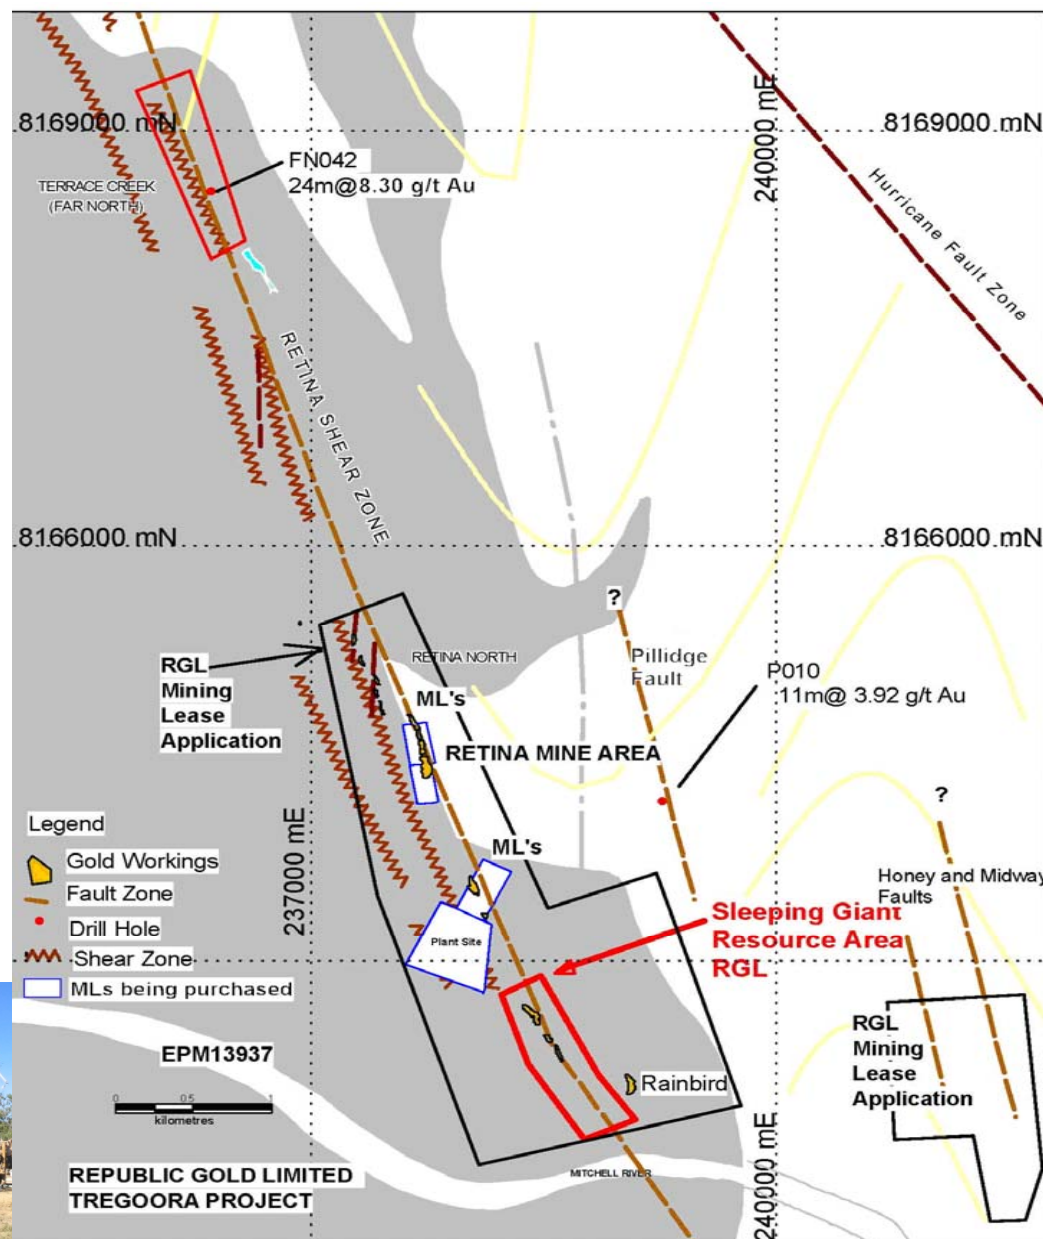 8169000 mN
240000 mE
8169000 mN
FN042
24m@8.30 g/t Au
TERRACE CREEK
(FAR NORTH)
Hurricane Fault Zone
RETINA SHEAR ZONE
8166000 mN
8166000 mN
?
RGL
Mining
Lease
Application
RETINA NORTH
Pillidge
Fault
P010
11m@ 3.92 g/t Au
ML's
RETINA MINE AREA
?
237000 mE
ML's
Honey and Midway
Faults
Legend
Gold Workings
Fault Zone
Drill Hole
Shear Zone
MLs being purchased
Plant Site
Sleeping Giant
Resource Area
RGL
RGL
Mining
Lease
Application
EPM13937
Rainbird
0 0.5 1
kilometres
240000 mE
MITCHELL RIVER
REPUBLIC GOLD LIMITED
TREGOORA PROJECT